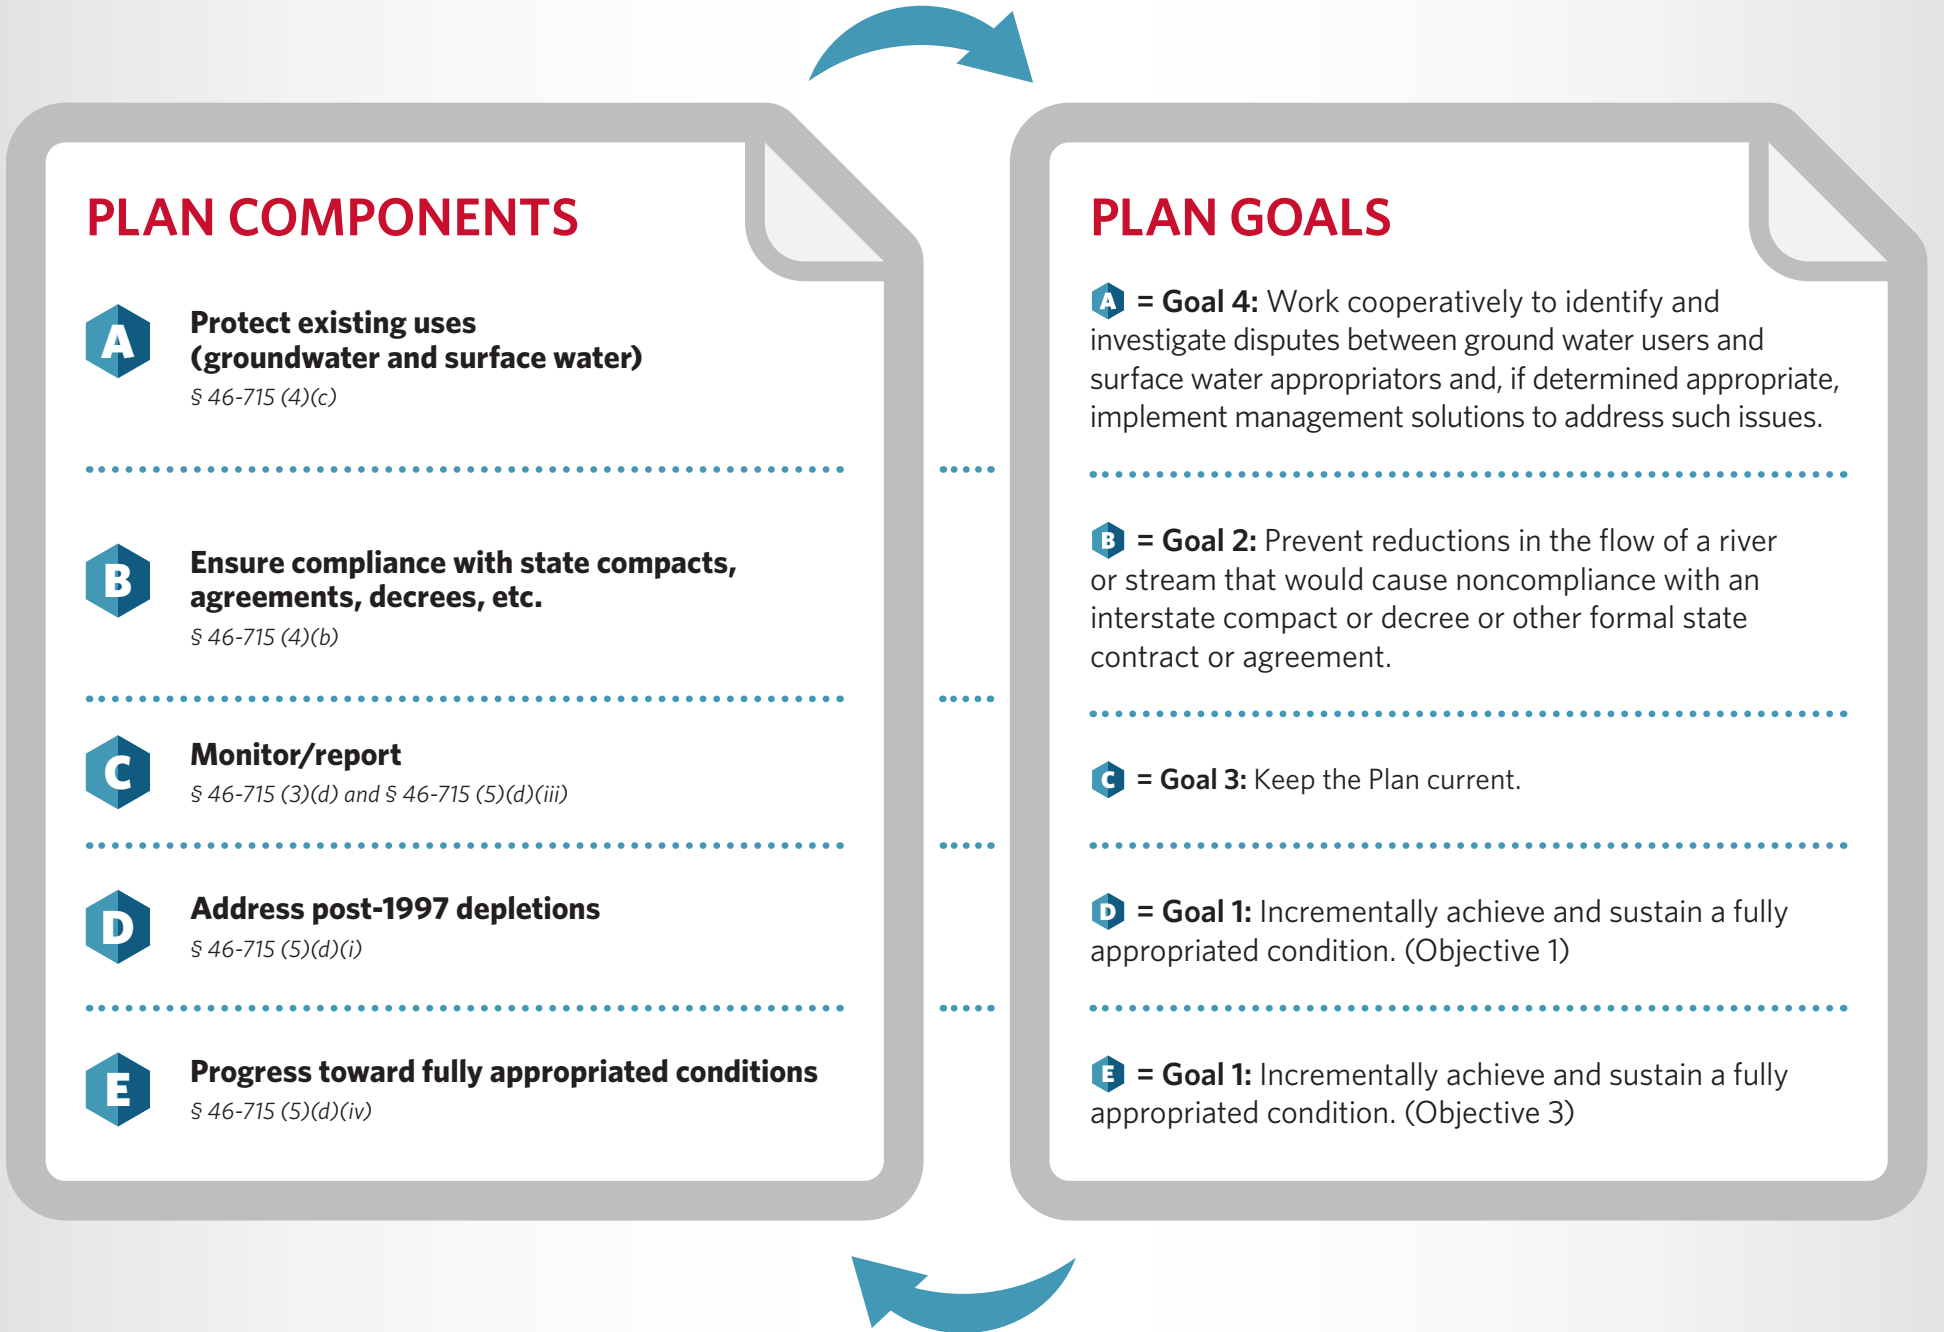 PLAN COMPONENTS
A
Protect existing uses
(groundwater and surface water)
§ 46-715 (4)(c)
B
Ensure compliance with state compacts,
agreements, decrees, etc.
§ 46-715 (4)(b)
C
Monitor/report
§ 46-715 (3)(d) and § 46-715 (5)(d)(iii)
D
Address post-1997 depletions
§ 46-715 (5)(d)(i)
E
Progress toward fully appropriated conditions
§ 46-715 (5)(d)(iv)
PLAN GOALS
A = Goal 4: Work cooperatively to identify and
investigate disputes between ground water users and
surface water appropriators and, if determined appropriate,
implement management solutions to address such issues.
B = Goal 2: Prevent reductions in the flow of a river
or stream that would cause noncompliance with an
interstate compact or decree or other formal state
contract or agreement.
C = Goal 3: Keep the Plan current.
D = Goal 1: Incrementally achieve and sustain a fully
appropriated condition. (Objective 1)
E = Goal 1: Incrementally achieve and sustain a fully
appropriated condition. (Objective 3)